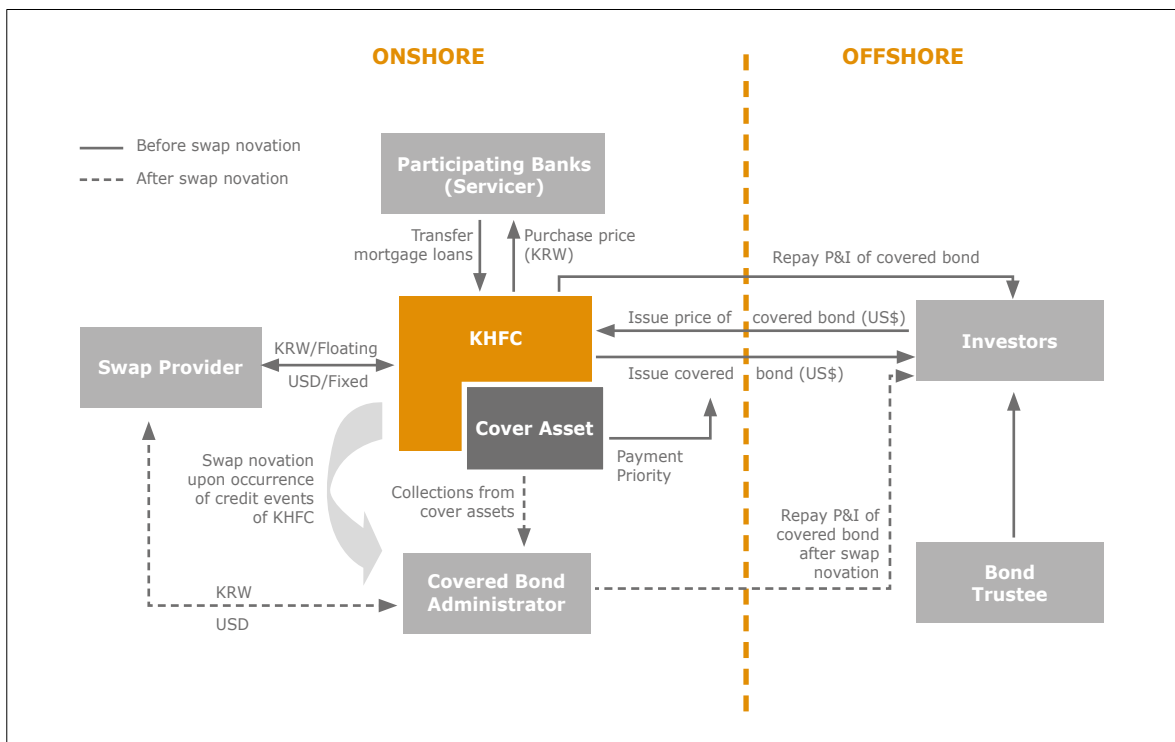 ONSHORE
OFFSHORE
Before swap novation
After swap novation
Participating Banks
(Servicer)
Transfer
mortgage loans
Purchase price
(KRW)
Repay P&I of covered bond
KHFC
Issue price of covered bond (US$)
Investors
Swap Provider
KRW/Floating
USD/Fixed
Issue covered bond (US$)
Cover Asset
Payment
Priority
Swap novation
upon occurrence
of credit events
of KHFC
Collections from
cover assets
Repay P&I of
covered bond
after swap
novation
Covered Bond
Administrator
Bond
Trustee
KRW
USD